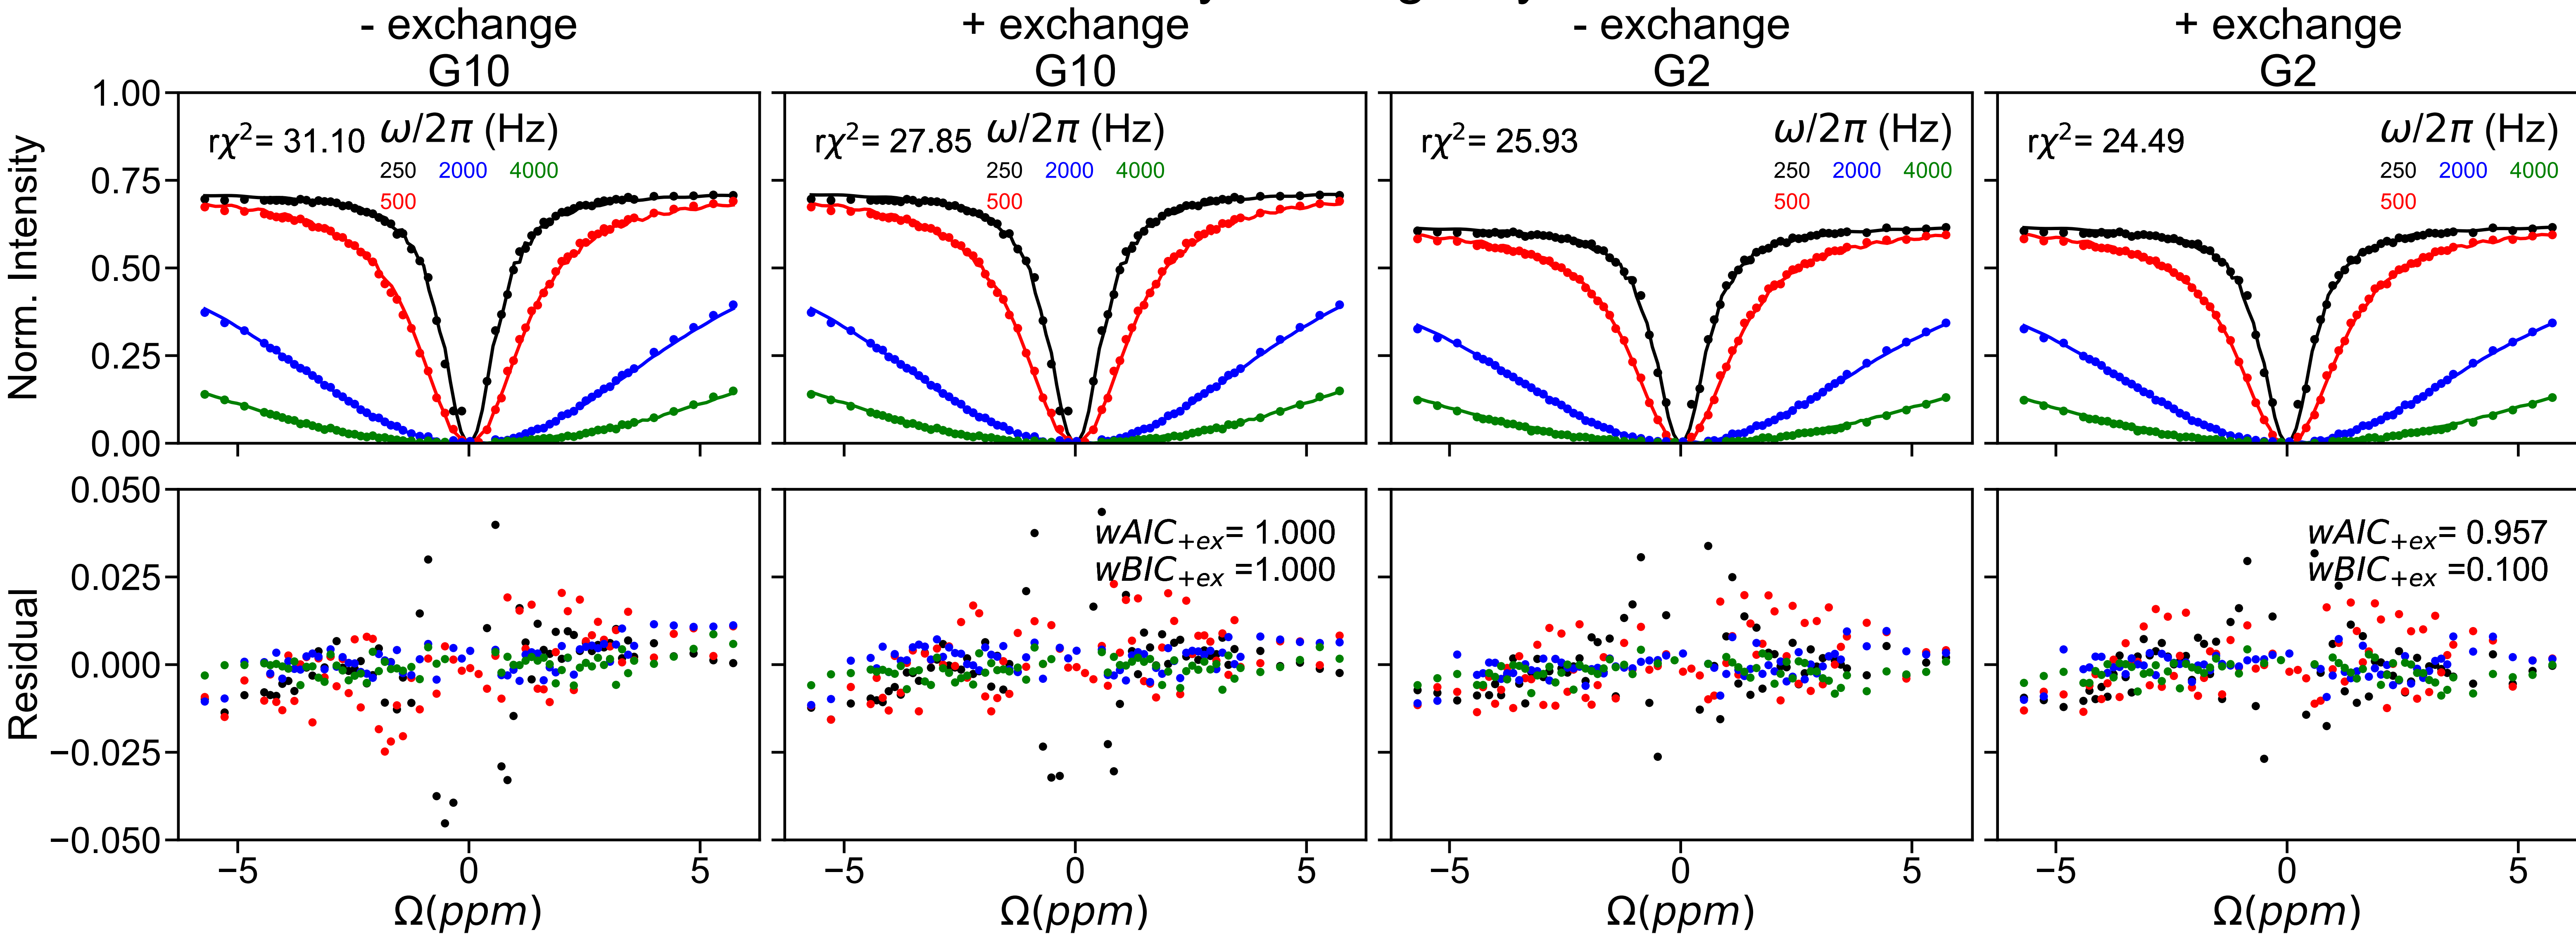 - exchange
G10
+ exchange
G10
- exchange
G2
+ exchange
G2
Norm. Intensity
1.00
0.75
0.50
0.25
0.00
rχ²= 31.10
ω/2π (Hz)
250 2000 4000
500
rχ²= 27.85
ω/2π (Hz)
250 2000 4000
500
rχ²= 25.93
ω/2π (Hz)
250 2000 4000
500
rχ²= 24.49
ω/2π (Hz)
250 2000 4000
500
Residual
0.050
0.025
0.000
−0.025
−0.050
wAIC+ex= 1.000
wBIC+ex =1.000
wAIC+ex= 0.957
wBIC+ex =0.100
−5 0 5
−5 0 5
−5 0 5
−5 0 5
Ω(ppm)
Ω(ppm)
Ω(ppm)
Ω(ppm)